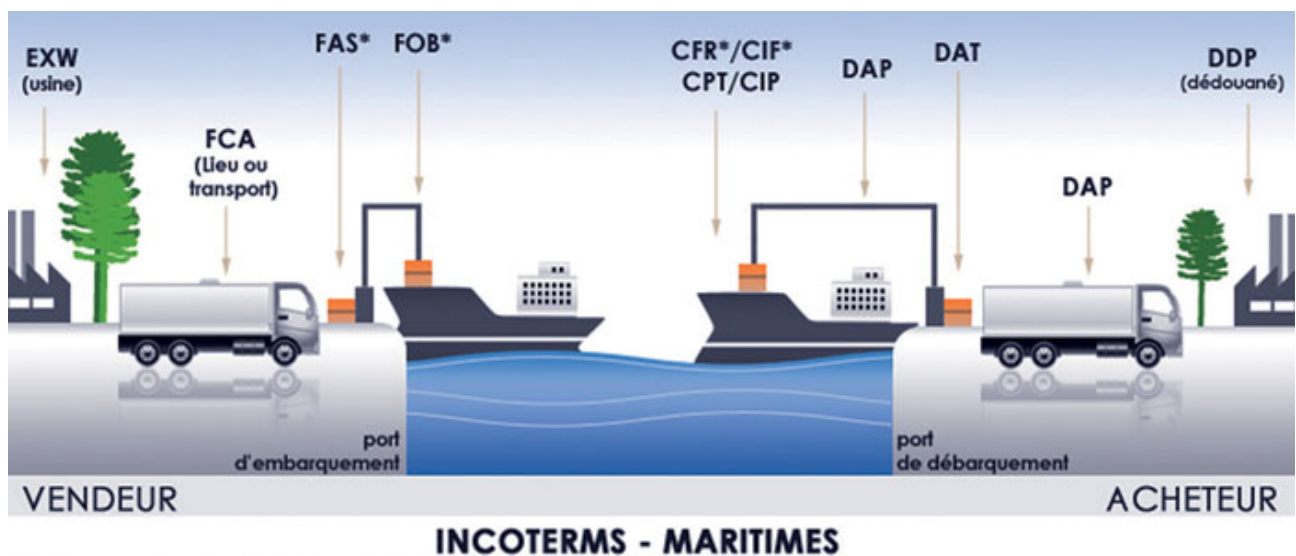 EXW
(usine)
FCA
(Lieu ou
transport)
FAS*
FOB*
CFR*/CIF*
CPT/CIP
DAP
DAT
DAP
DDP
(dédouané)
port
d'embarquement
port
de débarquement
VENDEUR
ACHETEUR
INCOTERMS - MARITIMES